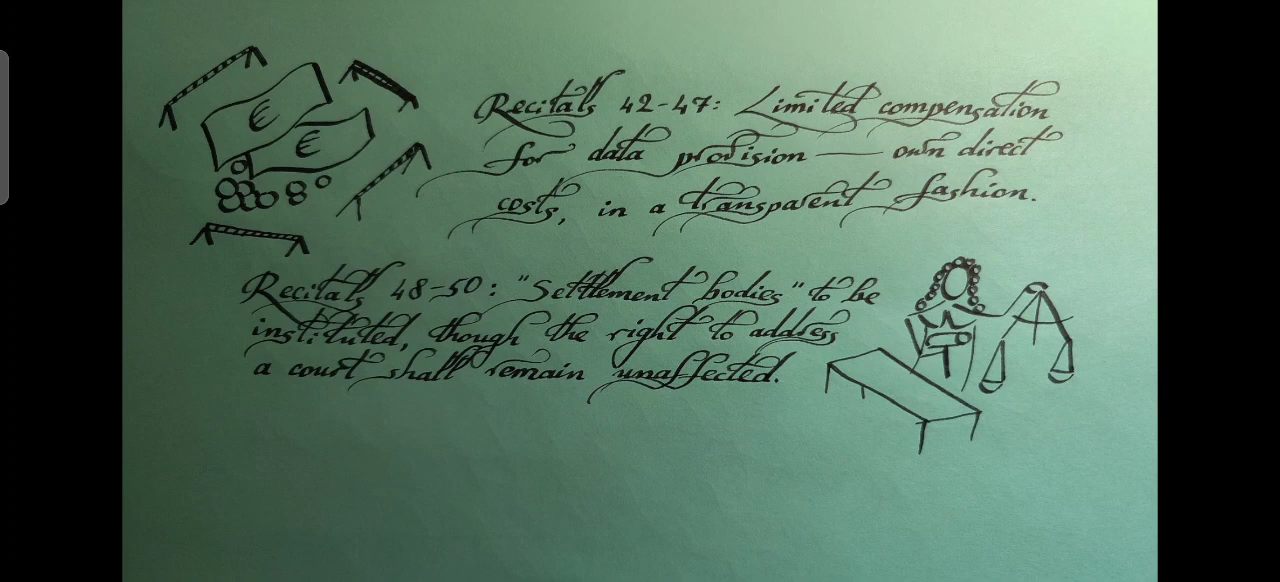 Recitals 42-47: Limited compensation
for data provision — own direct
costs, in a transparent fashion.
€
€
Recitals 48-50: "Settlement bodies" to be
instituted, though the right to address
a court shall remain unaffected.